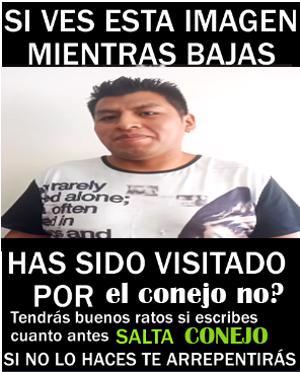 SI VES ESTA IMAGEN
MIENTRAS BAJAS
rarely
alone;
often
and
HAS SIDO VISITADO
POR el conejo no?
Tendrás buenos ratos si escribes
cuanto antes SALTA CONEJO
SI NO LO HACES TE ARREPENTIRÁS